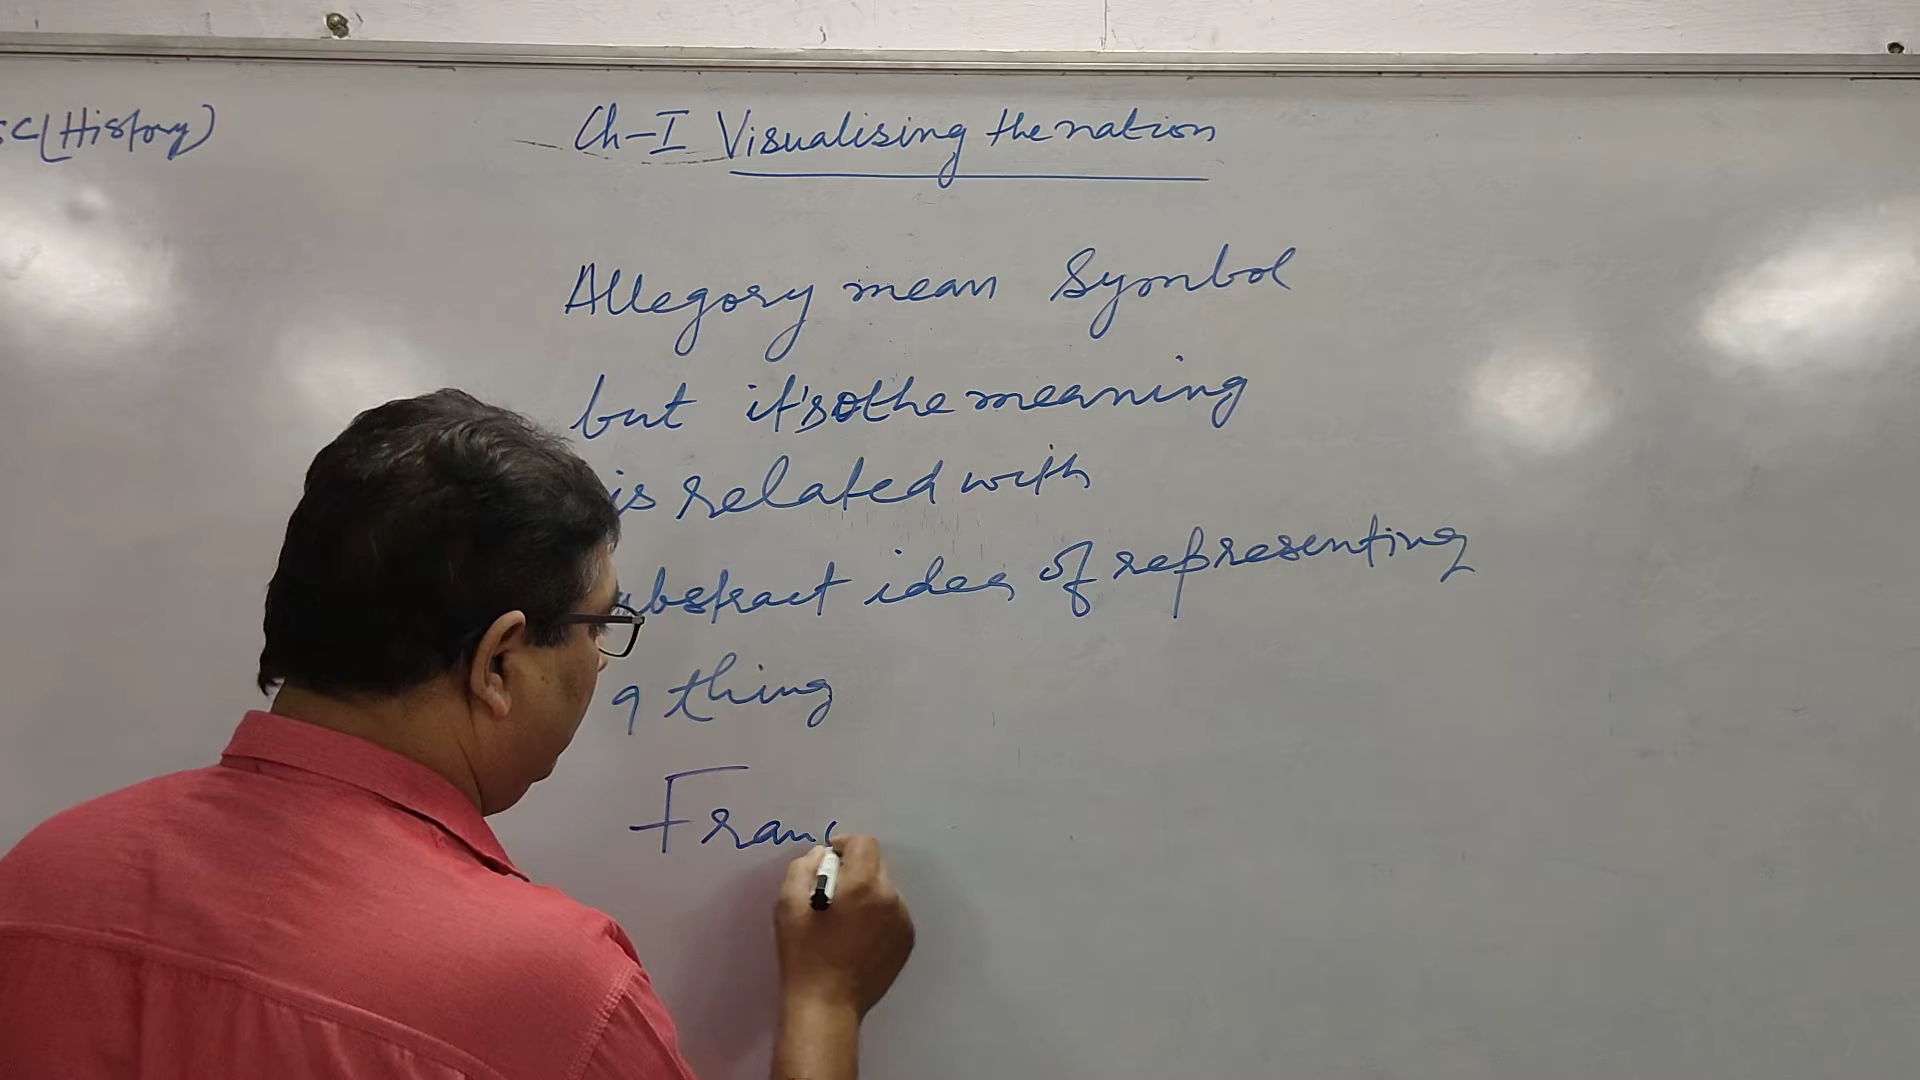 SC(History)
Ch-I Visualising the nation
Allegory mean Symbol
but it's the meaning
is related with
abstract idea of representing
a thing
Franc